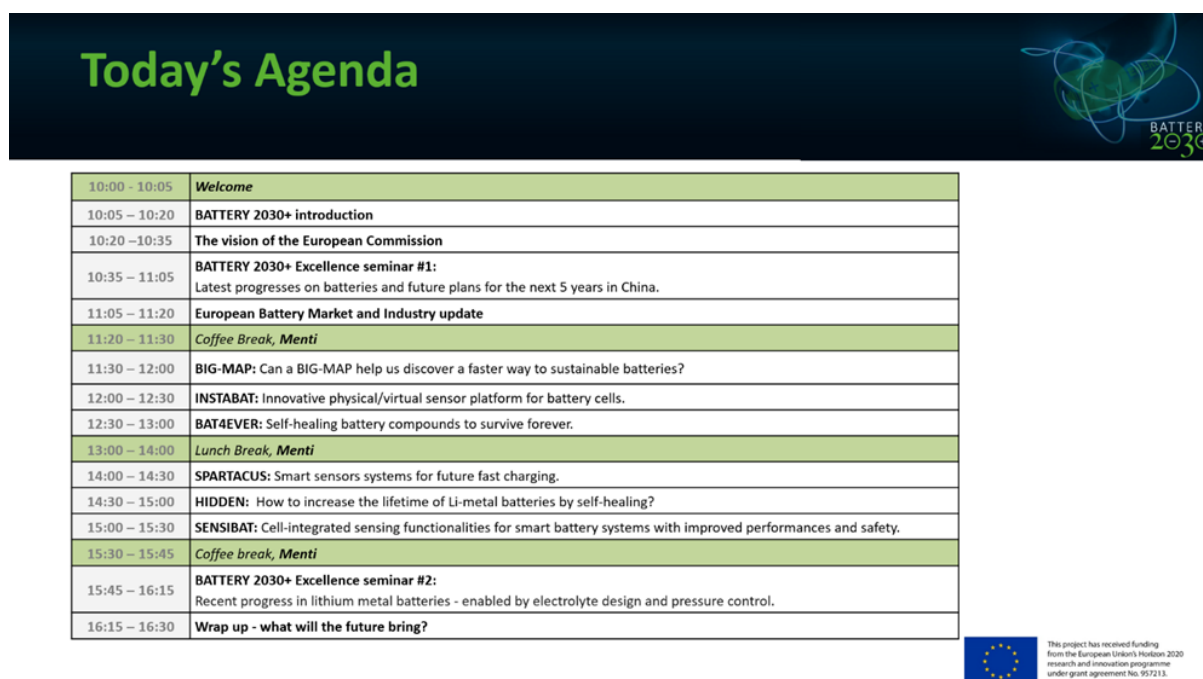 Today's Agenda
BATTER
2030
10:00 - 10:05 Welcome
10:05 – 10:20 BATTERY 2030+ introduction
10:20 –10:35 The vision of the European Commission
10:35 – 11:05 BATTERY 2030+ Excellence seminar #1:
Latest progresses on batteries and future plans for the next 5 years in China.
11:05 – 11:20 European Battery Market and Industry update
11:20 – 11:30 Coffee Break, Menti
11:30 – 12:00 BIG-MAP: Can a BIG-MAP help us discover a faster way to sustainable batteries?
12:00 – 12:30 INSTABAT: Innovative physical/virtual sensor platform for battery cells.
12:30 – 13:00 BAT4EVER: Self-healing battery compounds to survive forever.
13:00 – 14:00 Lunch Break, Menti
14:00 – 14:30 SPARTACUS: Smart sensors systems for future fast charging.
14:30 – 15:00 HIDDEN: How to increase the lifetime of Li-metal batteries by self-healing?
15:00 – 15:30 SENSIBAT: Cell-integrated sensing functionalities for smart battery systems with improved performances and safety.
15:30 – 15:45 Coffee break, Menti
15:45 – 16:15 BATTERY 2030+ Excellence seminar #2:
Recent progress in lithium metal batteries - enabled by electrolyte design and pressure control.
16:15 – 16:30 Wrap up - what will the future bring?
This project has received funding
from the European Union's Horizon 2020
research and innovation programme
under grant agreement No. 957213.